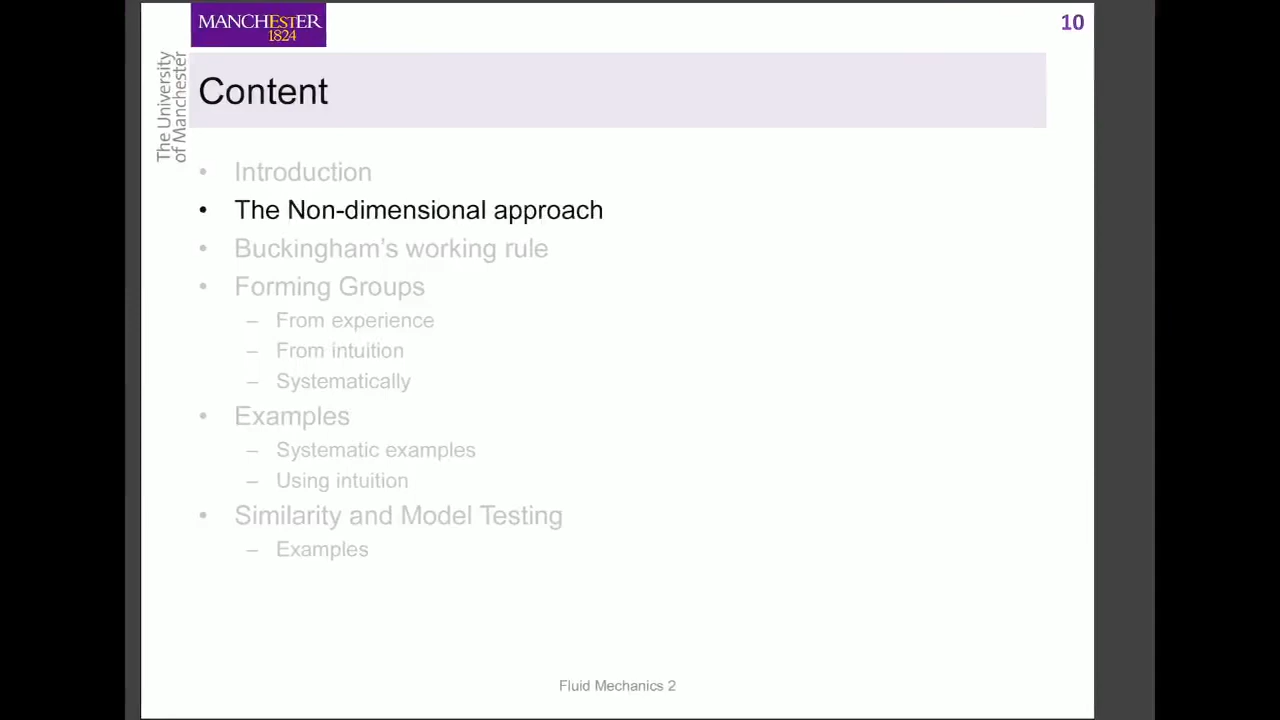 MANCHESTER
1824
10
The University
of Manchester
Content
• Introduction
• The Non-dimensional approach
• Buckingham's working rule
• Forming Groups
– From experience
– From intuition
– Systematically
• Examples
– Systematic examples
– Using intuition
• Similarity and Model Testing
– Examples
Fluid Mechanics 2